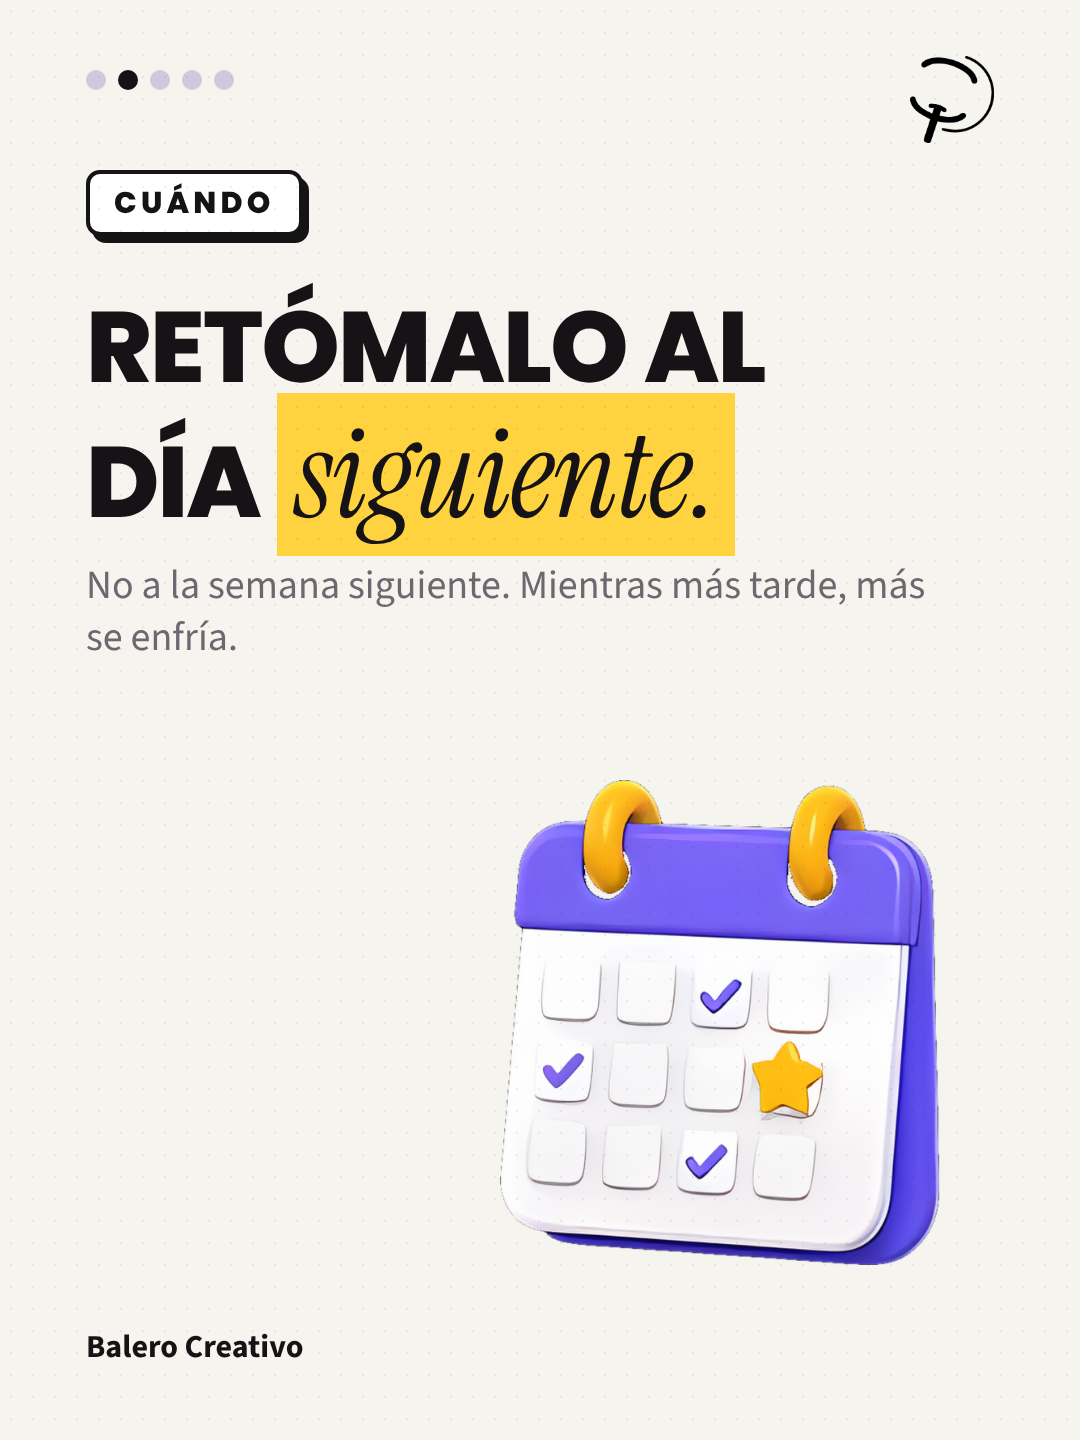 CUÁNDO
RETÓMALO AL
DÍA siguiente.
No a la semana siguiente. Mientras más tarde, más
se enfría.
Balero Creativo